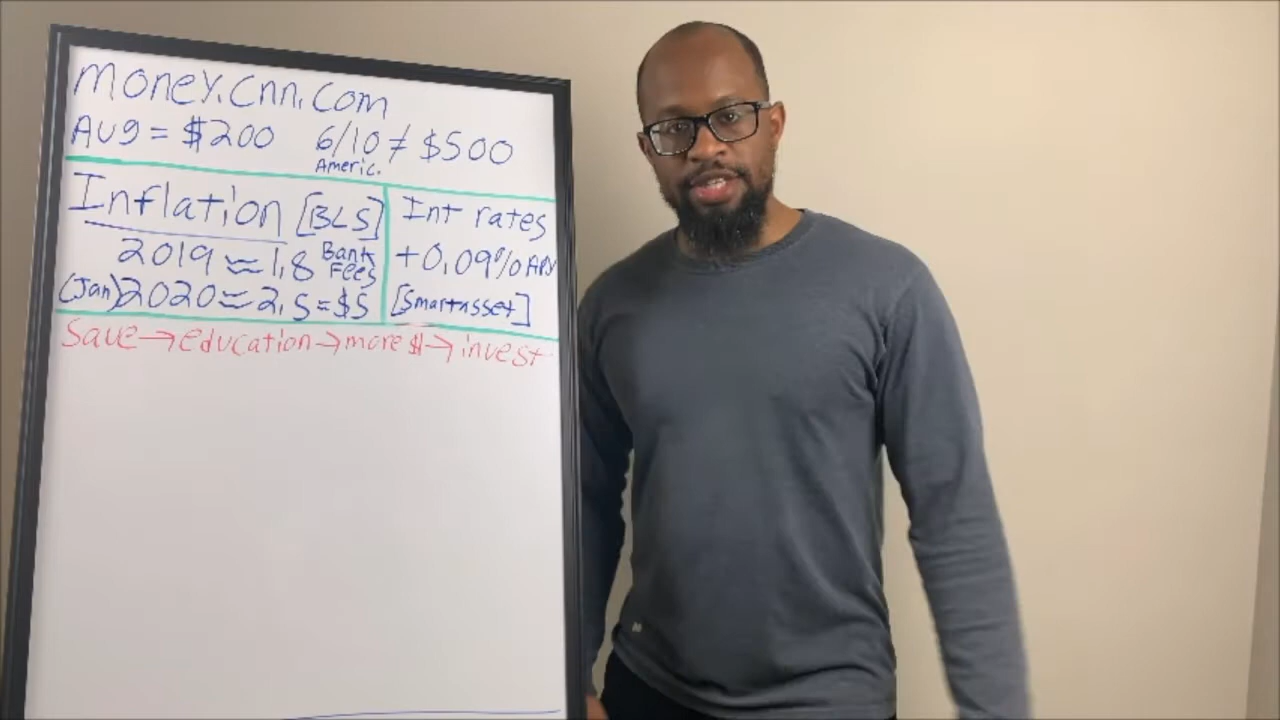 money.cnn.com
AUg = $200 6/10 ≠ $500
Americ.
Inflation [BLS]
2019 ≈ 1,8 Bank Fees
(Jan) 2020 ≈ 2,5 = $5
Int rates
+0,09% APY
[Smartasset]
Save → education → more $ → invest